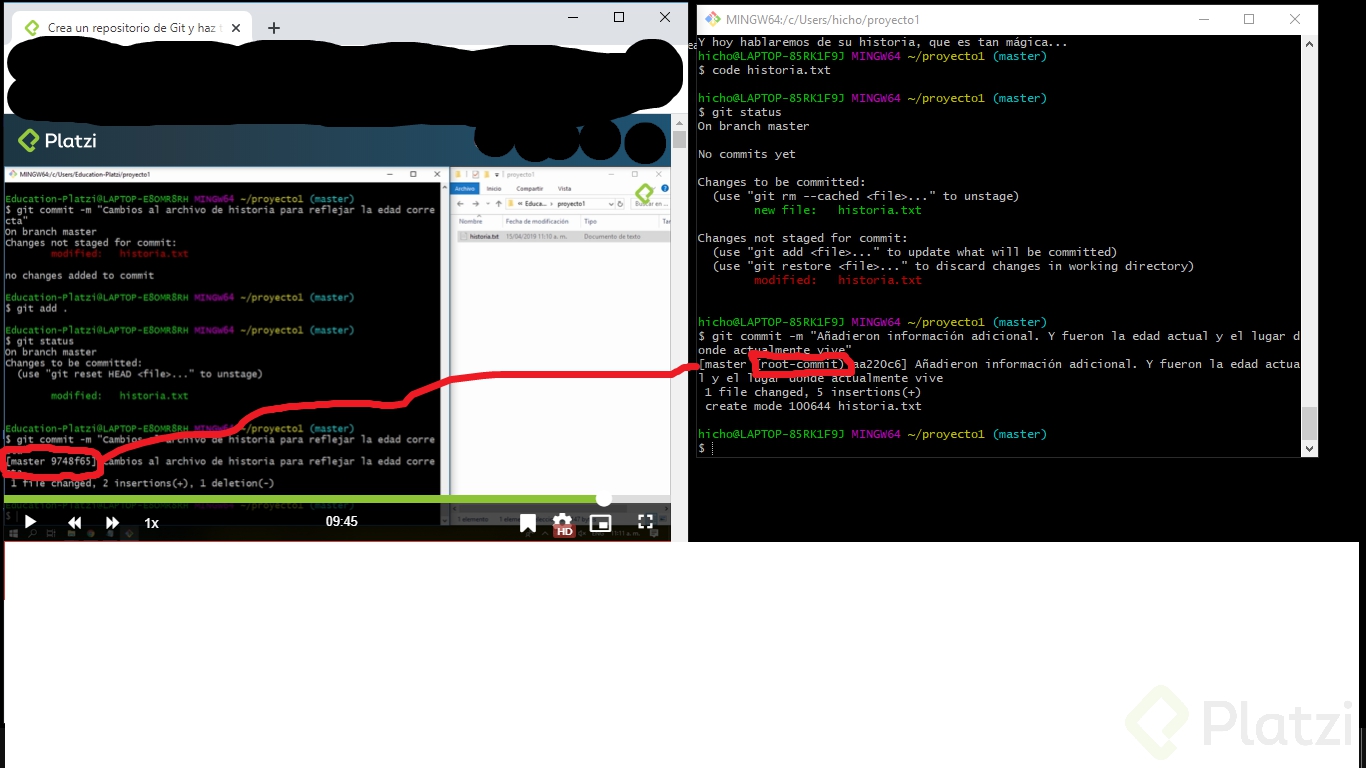 Crea un repositorio de Git y haz
Platzi
MINGW64:/c/Users/Education-Platzi/proyecto1
Education-Platzi@LAPTOP-E8OMR8RH MINGW64 ~/proyecto1 (master)
$ git commit -m "Cambios al archivo de historia para reflejar la edad corre
cta"
On branch master
Changes not staged for commit:
modified: historia.txt
no changes added to commit
Education-Platzi@LAPTOP-E8OMR8RH MINGW64 ~/proyecto1 (master)
$ git add .
Education-Platzi@LAPTOP-E8OMR8RH MINGW64 ~/proyecto1 (master)
$ git status
On branch master
Changes to be committed:
(use "git reset HEAD <file>..." to unstage)
modified: historia.txt
Education-Platzi@LAPTOP-E8OMR8RH MINGW64 ~/proyecto1 (master)
$ git commit -m "Cambios al archivo de historia para reflejar la edad corre
[master 9748f65] Cambios al archivo de historia para reflejar la edad corre
1 file changed, 2 insertions(+), 1 deletion(-)
proyecto1
Archivo Inicio Compartir Vista
« Educa... › proyecto1 Buscar en ...
Nombre Fecha de modificación Tipo
historia.txt 15/04/2019 11:10 a. m. Documento de texto
1 elemento
1x 09:45 HD
MINGW64:/c/Users/hicho/proyecto1
Y hoy hablaremos de su historia, que es tan mágica...
hicho@LAPTOP-85RK1F9J MINGW64 ~/proyecto1 (master)
$ code historia.txt
hicho@LAPTOP-85RK1F9J MINGW64 ~/proyecto1 (master)
$ git status
On branch master
No commits yet
Changes to be committed:
(use "git rm --cached <file>..." to unstage)
new file: historia.txt
Changes not staged for commit:
(use "git add <file>..." to update what will be committed)
(use "git restore <file>..." to discard changes in working directory)
modified: historia.txt
hicho@LAPTOP-85RK1F9J MINGW64 ~/proyecto1 (master)
$ git commit -m "Añadieron información adicional. Y fueron la edad actual y el lugar d
onde actualmente vive"
[master (root-commit) aa220c6] Añadieron información adicional. Y fueron la edad actua
l y el lugar donde actualmente vive
1 file changed, 5 insertions(+)
create mode 100644 historia.txt
hicho@LAPTOP-85RK1F9J MINGW64 ~/proyecto1 (master)
$
Platzi